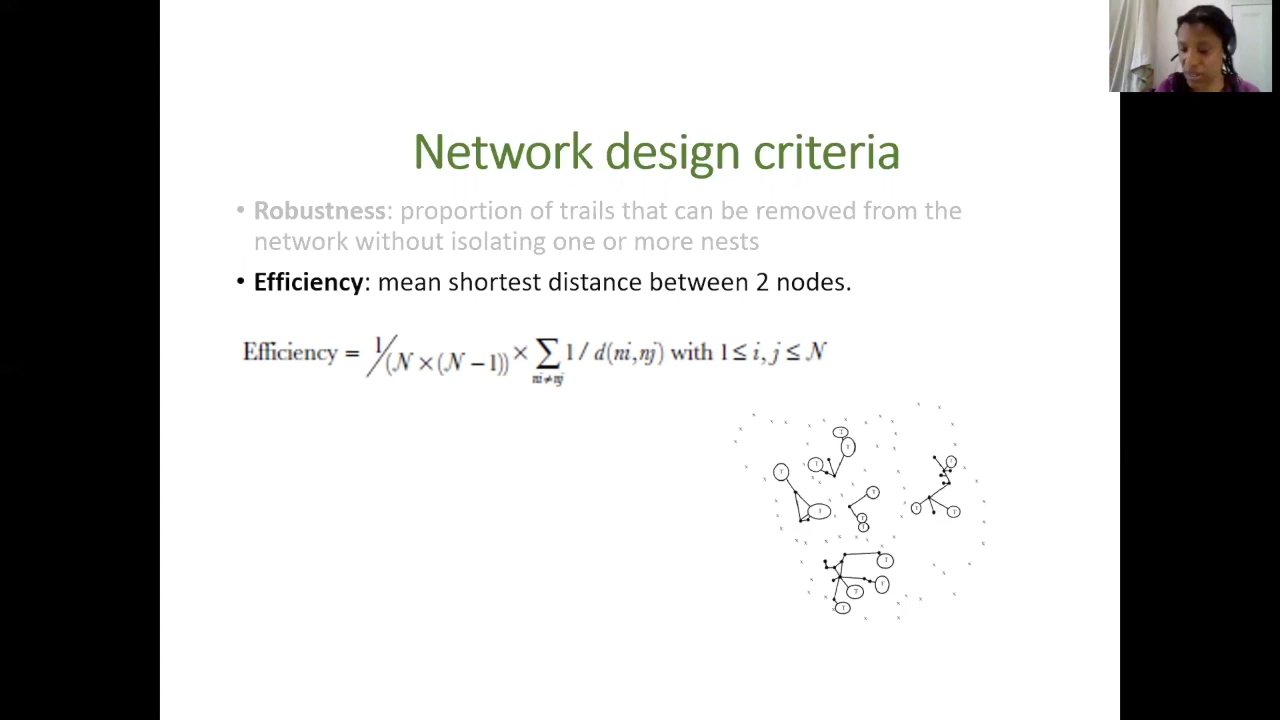 Network design criteria
• Robustness: proportion of trails that can be removed from the
network without isolating one or more nests
• Efficiency: mean shortest distance between 2 nodes.
Efficiency = 1/(N × (N − 1)) × ∑ 1 / d(ni, nj) with 1 ≤ i, j ≤ N
ni≠nj